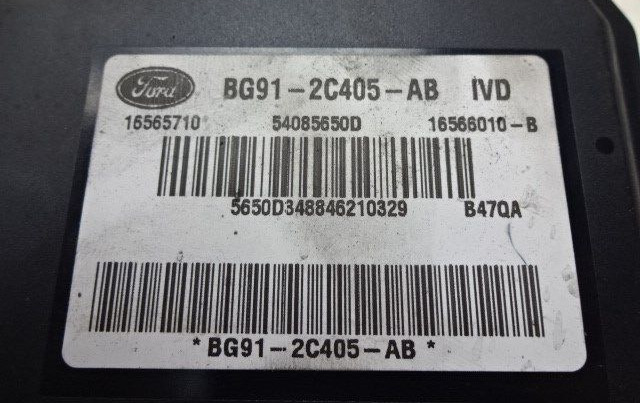 Ford BG91-2C405-AB IVD
16565710 54085650D 16566010-B
5650D348846210329 B47QA
*BG91-2C405-AB*